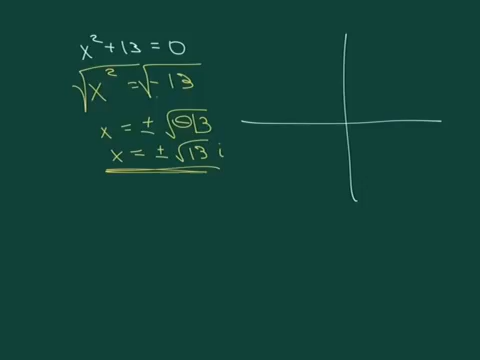 x² + 13 = 0
√x² = √-13
x = ± √-13
x = ± √13 i